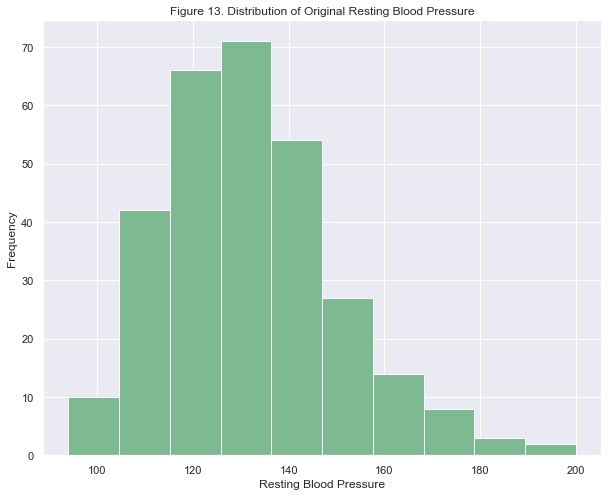 Figure 13. Distribution of Original Resting Blood Pressure
70
60
50
40
30
20
10
0
Frequency
100 120 140 160 180 200
Resting Blood Pressure